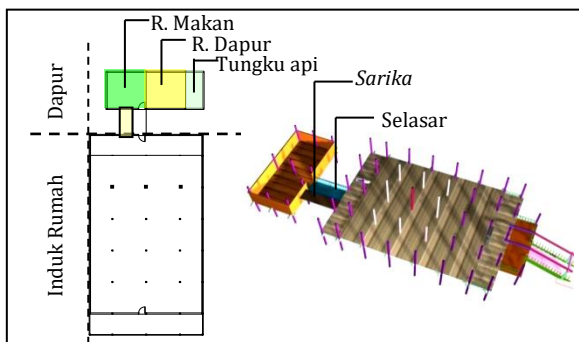 R. Makan
R. Dapur
Tungku api
Sarika
Selasar
Dapur
Induk Rumah